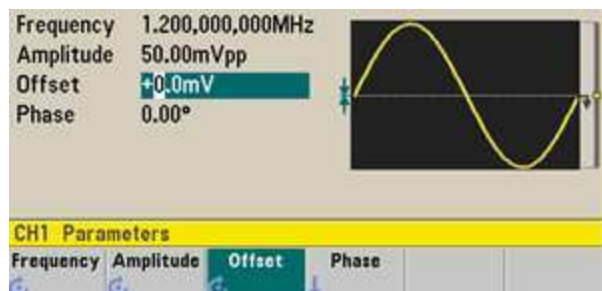 Frequency 1.200,000,000MHz
Amplitude 50.00mVpp
Offset +0.0mV
Phase 0.00°
CH1 Parameters
Frequency Amplitude Offset Phase